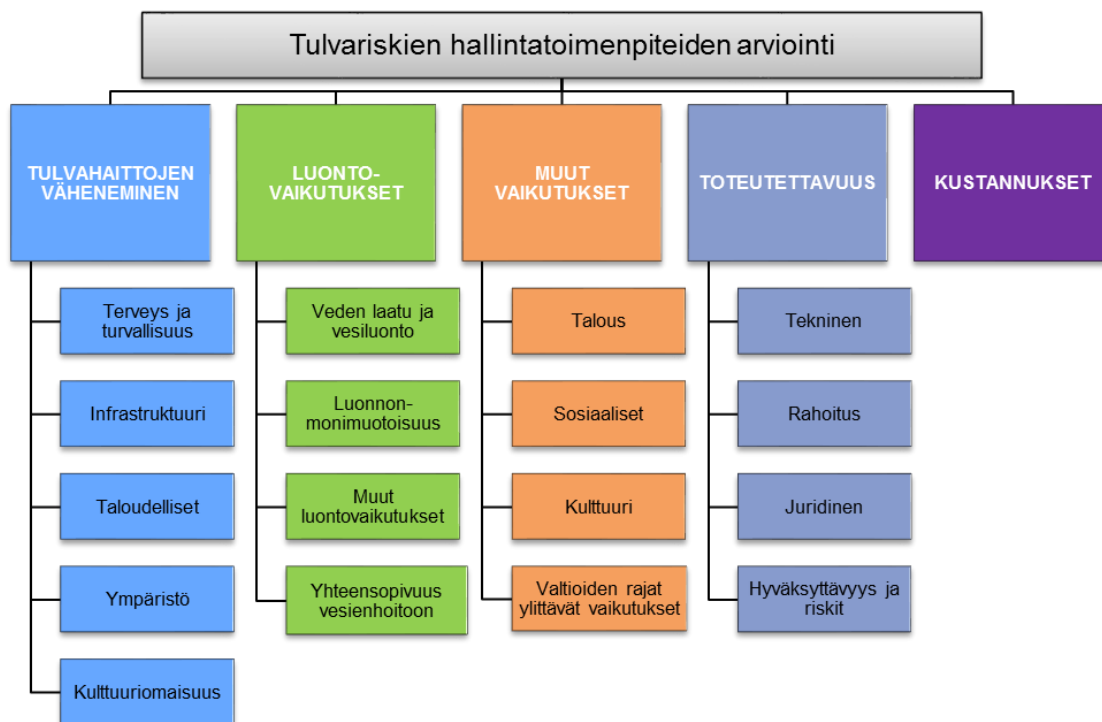 Tulvariskien hallintatoimenpiteiden arviointi
TULVAHAITTOJEN
VÄHENEMINEN
Terveys ja
turvallisuus
Infrastruktuuri
Taloudelliset
Ympäristö
Kulttuuriomaisuus
LUONTO-
VAIKUTUKSET
Veden laatu ja
vesiluonto
Luonnon-
monimuotoisuus
Muut
luontovaikutukset
Yhteensopivuus
vesienhoitoon
MUUT
VAIKUTUKSET
Talous
Sosiaaliset
Kulttuuri
Valtioiden rajat
ylittävät vaikutukset
TOTEUTETTAVUUS
Tekninen
Rahoitus
Juridinen
Hyväksyttävyys ja
riskit
KUSTANNUKSET